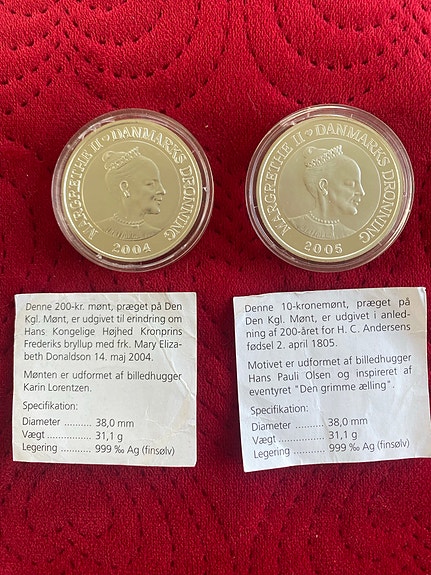 MARGRETHE II ♡ DANMARKS DRONNING
2004
MARGRETHE II ♡ DANMARKS DRONNING
2005
Denne 200-kr. mønt, præget på Den
Kgl. Mønt, er udgivet til erindring om
Hans Kongelige Højhed Kronprins
Frederiks bryllup med frk. Mary Eliza-
beth Donaldson 14. maj 2004.
Mønten er udformet af billedhugger
Karin Lorentzen.
Specifikation:
Diameter ........... 38,0 mm
Vægt ................ 31,1 g
Legering ........... 999 ‰ Ag (finsølv)
Denne 10-kronemønt, præget på
Den Kgl. Mønt, er udgivet i anled-
ning af 200-året for H. C. Andersens
fødsel 2. april 1805.
Motivet er udformet af billedhugger
Hans Pauli Olsen og inspireret af
eventyret "Den grimme ælling".
Specifikation:
Diameter ........... 38,0 mm
Vægt ................ 31,1 g
Legering ........... 999 ‰ Ag (finsølv)